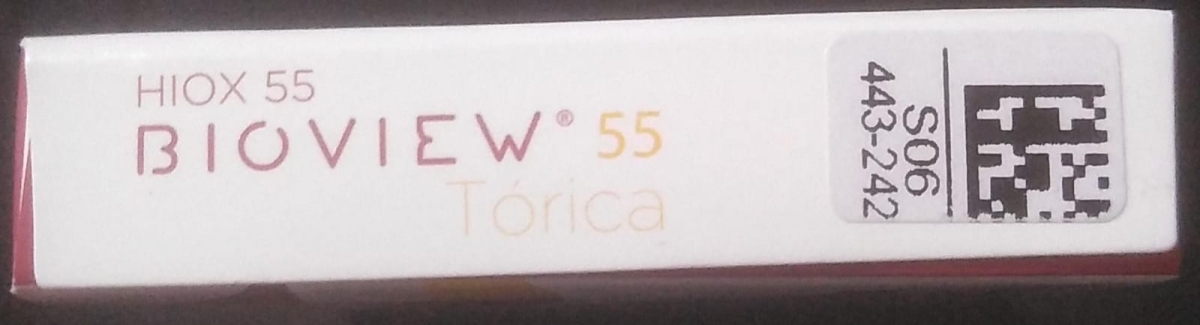 HIOX 55
BIOVIEW® 55
Tórica
S06
443-242